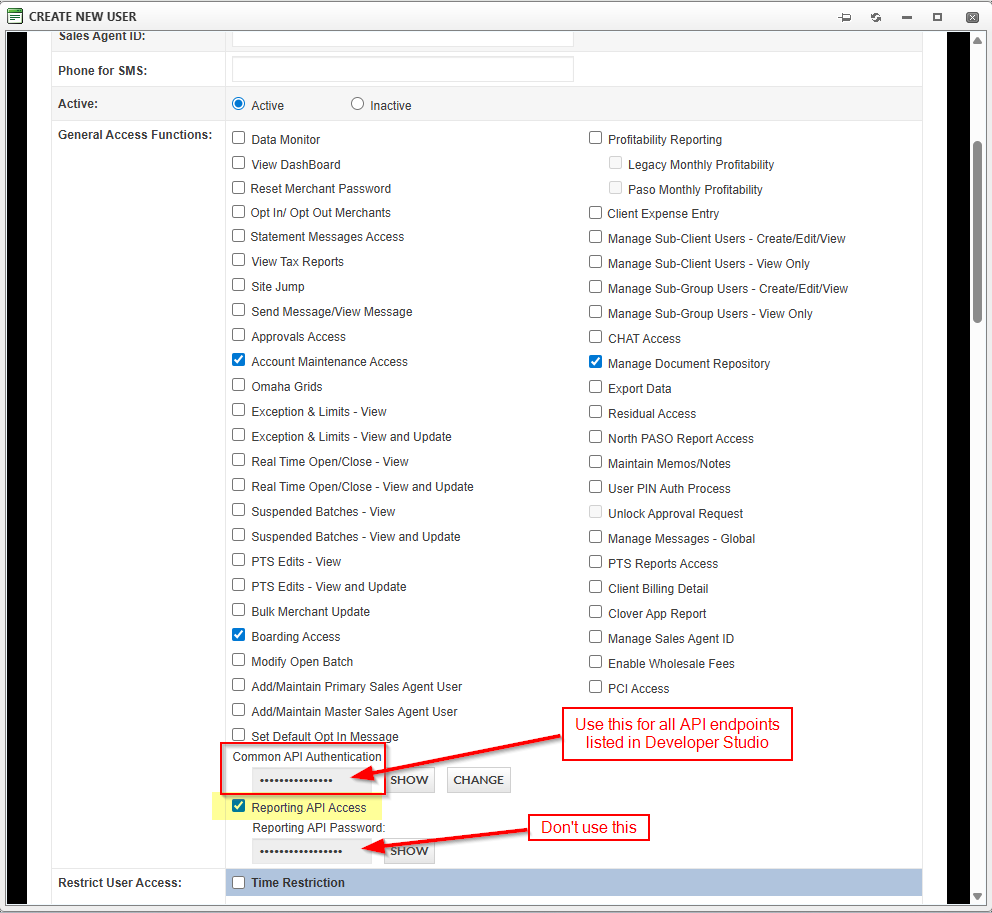 CREATE NEW USER
Sales Agent ID:
Phone for SMS:
Active:
Active
Inactive
General Access Functions:
Data Monitor
View DashBoard
Reset Merchant Password
Opt In/ Opt Out Merchants
Statement Messages Access
View Tax Reports
Site Jump
Send Message/View Message
Approvals Access
Account Maintenance Access
Omaha Grids
Exception & Limits - View
Exception & Limits - View and Update
Real Time Open/Close - View
Real Time Open/Close - View and Update
Suspended Batches - View
Suspended Batches - View and Update
PTS Edits - View
PTS Edits - View and Update
Bulk Merchant Update
Boarding Access
Modify Open Batch
Add/Maintain Primary Sales Agent User
Add/Maintain Master Sales Agent User
Set Default Opt In Message
Profitability Reporting
Legacy Monthly Profitability
Paso Monthly Profitability
Client Expense Entry
Manage Sub-Client Users - Create/Edit/View
Manage Sub-Client Users - View Only
Manage Sub-Group Users - Create/Edit/View
Manage Sub-Group Users - View Only
CHAT Access
Manage Document Repository
Export Data
Residual Access
North PASO Report Access
Maintain Memos/Notes
User PIN Auth Process
Unlock Approval Request
Manage Messages - Global
PTS Reports Access
Client Billing Detail
Clover App Report
Manage Sales Agent ID
Enable Wholesale Fees
PCI Access
Use this for all API endpoints
listed in Developer Studio
Common API Authentication
•••••••••••••••
SHOW
CHANGE
Reporting API Access
Reporting API Password:
•••••••••••••••••
SHOW
Don't use this
Restrict User Access:
Time Restriction